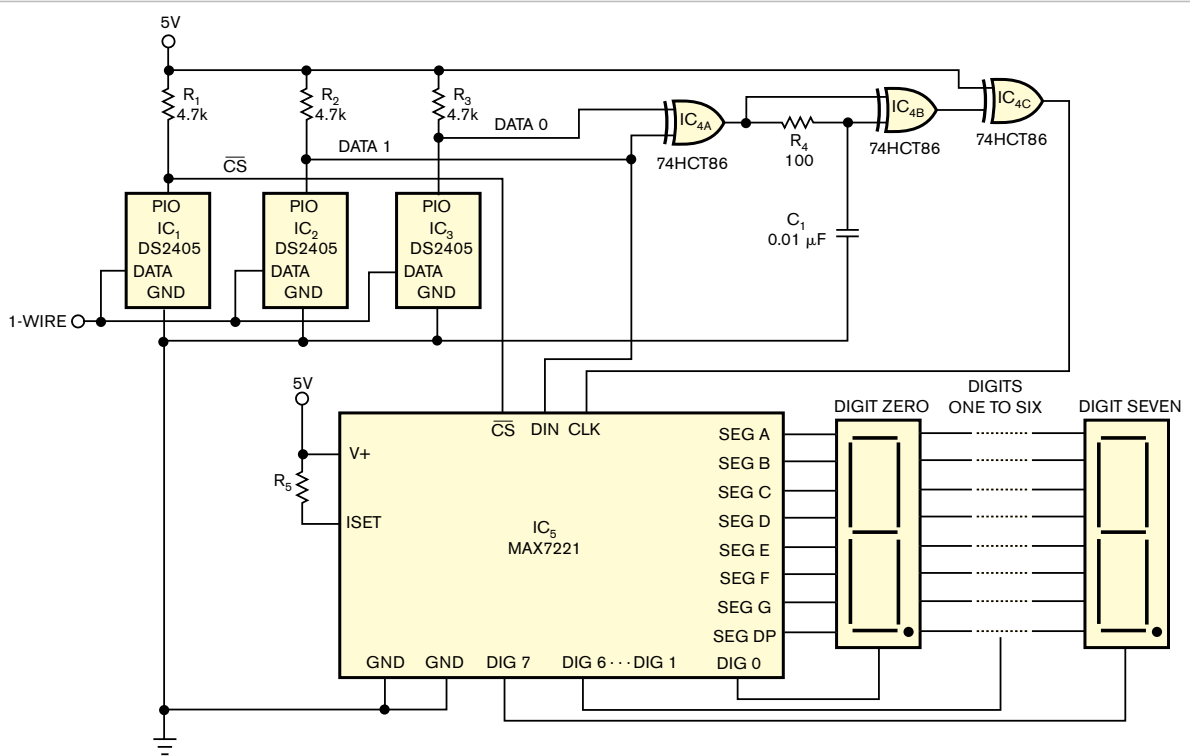 5V
R1
4.7k
R2
4.7k
R3
4.7k
DATA 0
DATA 1
CS
IC4A
74HCT86
R4
100
IC4B
74HCT86
IC4C
74HCT86
C1
0.01 µF
PIO
IC1
DS2405
DATA
GND
PIO
IC2
DS2405
DATA
GND
PIO
IC3
DS2405
DATA
GND
1-WIRE
5V
R5
V+
ISET
CS DIN CLK
IC5
MAX7221
SEG A
SEG B
SEG C
SEG D
SEG E
SEG F
SEG G
SEG DP
GND GND DIG 7 DIG 6 · · · DIG 1 DIG 0
DIGIT ZERO
DIGITS
ONE TO SIX
DIGIT SEVEN